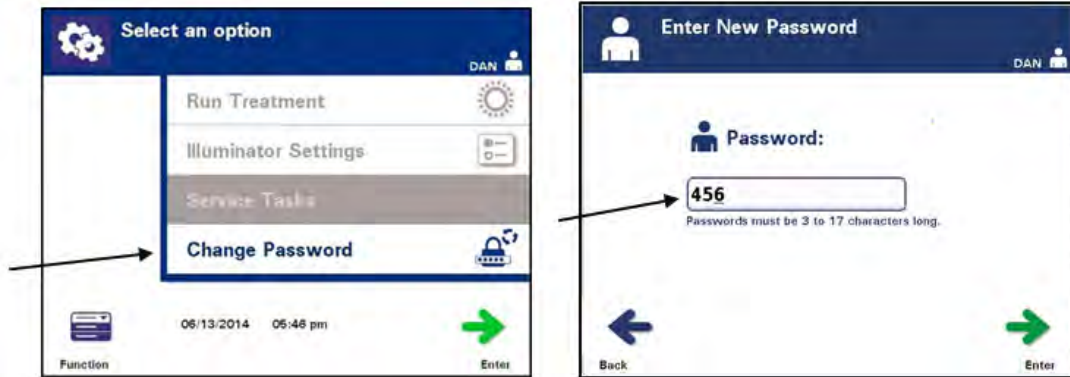 Select an option
DAN
Run Treatment
Illuminator Settings
Service Tasks
Change Password
06/13/2014 05:46 pm
Function
Enter
Enter New Password
DAN
Password:
456
Passwords must be 3 to 17 characters long.
Back
Enter